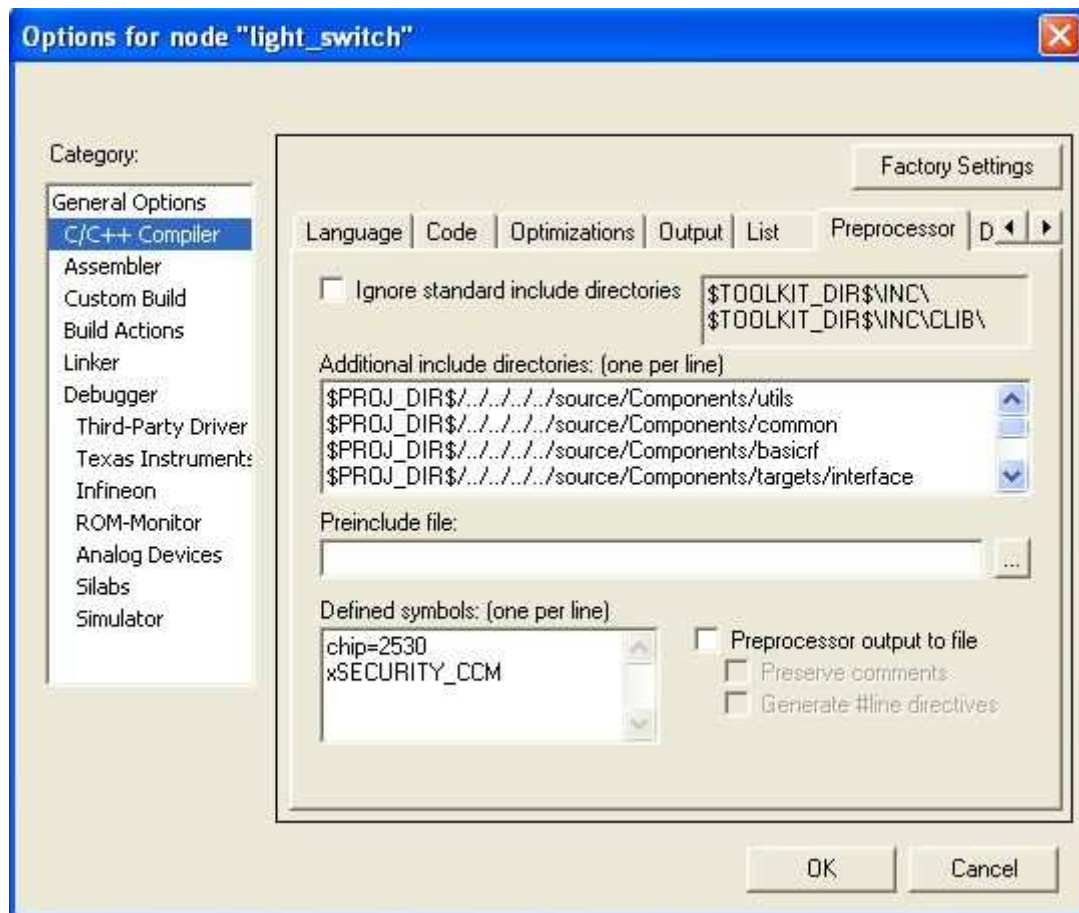 Options for node "light_switch"
Category:
General Options
C/C++ Compiler
Assembler
Custom Build
Build Actions
Linker
Debugger
Third-Party Driver
Texas Instruments
Infineon
ROM-Monitor
Analog Devices
Silabs
Simulator
Factory Settings
Language Code Optimizations Output List Preprocessor D
Ignore standard include directories
$TOOLKIT_DIR$\INC\
$TOOLKIT_DIR$\INC\CLIB\
Additional include directories: (one per line)
$PROJ_DIR$/../../../../source/Components/utils
$PROJ_DIR$/../../../../source/Components/common
$PROJ_DIR$/../../../../source/Components/basicrf
$PROJ_DIR$/../../../../source/Components/targets/interface
Preinclude file:
...
Defined symbols: (one per line)
chip=2530
xSECURITY_CCM
Preprocessor output to file
Preserve comments
Generate #line directives
OK Cancel